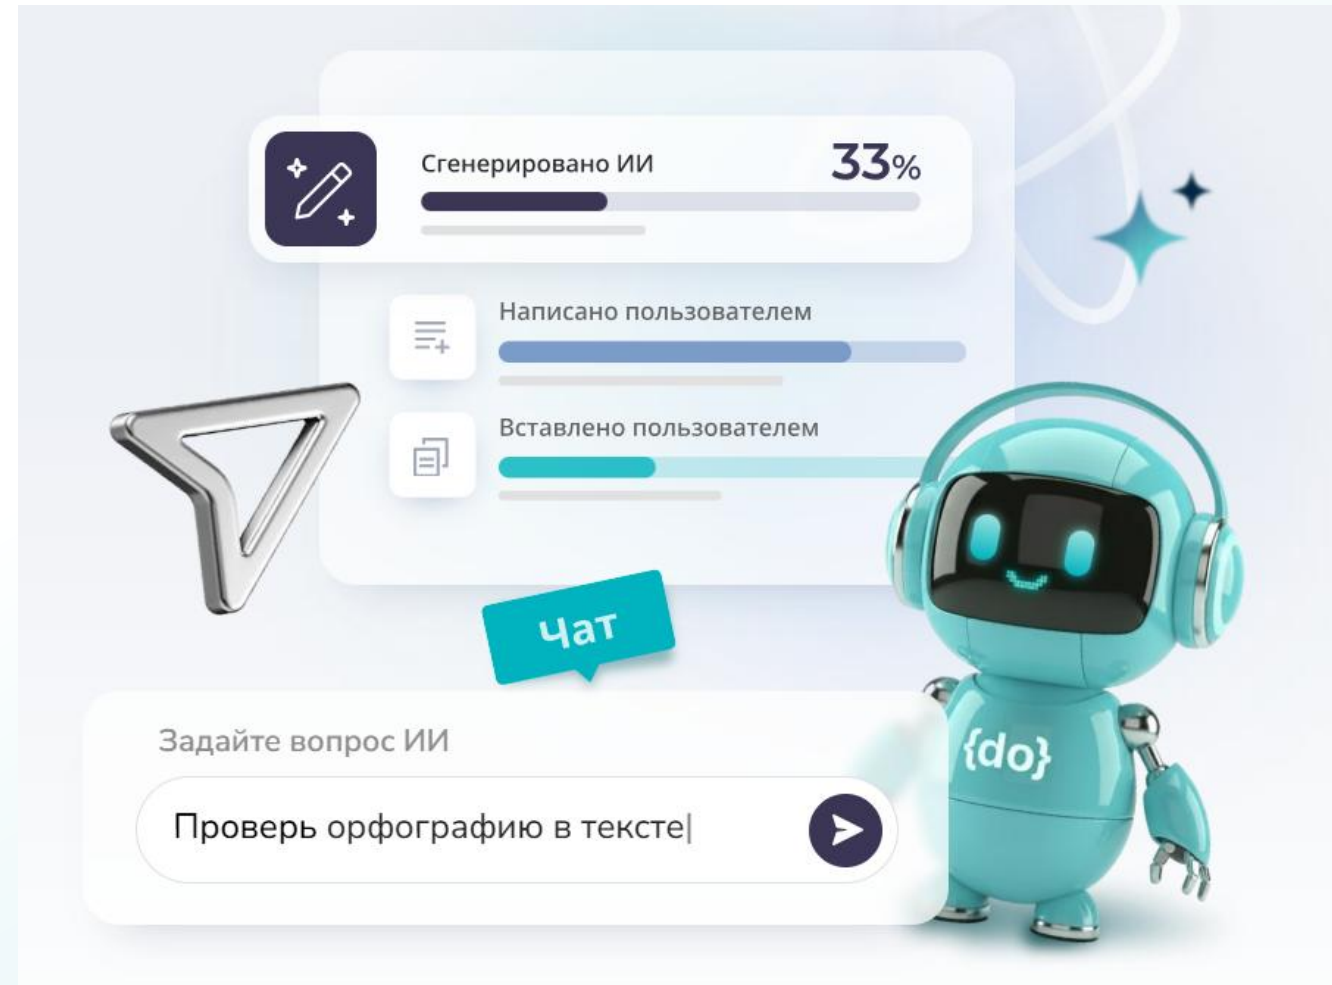 Сгенерировано ИИ 33%
Написано пользователем
Вставлено пользователем
Чат
Задайте вопрос ИИ
Проверь орфографию в тексте
{do}